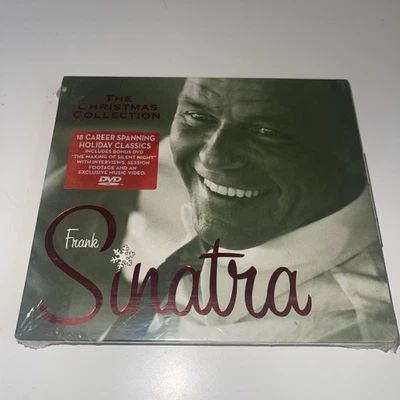 THE
CHRISTMAS
COLLECTION
18 CAREER SPANNING
HOLIDAY CLASSICS
INCLUDES BONUS DVD
"THE MAKING OF SILENT NIGHT"
WITH INTERVIEWS, SESSION
FOOTAGE AND AN
EXCLUSIVE MUSIC VIDEO.
DVD
Frank
Sinatra